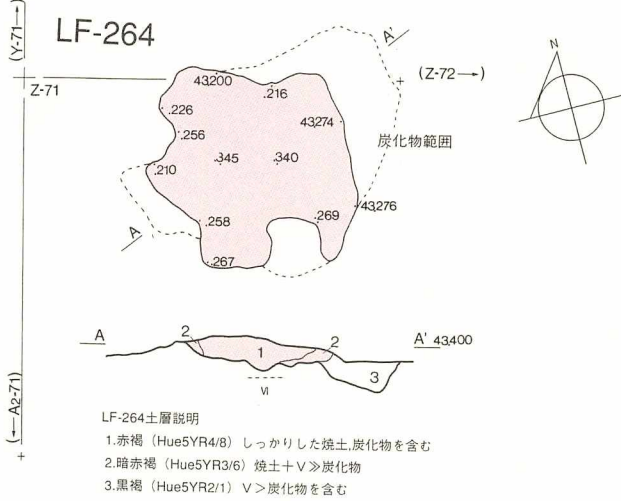 (Y-71→)
LF-264
A'
Z-71
(Z-72→)
N
43,200
.216
.226
43,274
.256
炭化物範囲
.345
.340
.210
43,276
.258
.269
A
.267
A
2
1
2
A' 43,400
3
Ⅵ
(←A2-71)
LF-264土層説明
1.赤褐（Hue5YR4/8）しっかりした焼土,炭化物を含む
2.暗赤褐（Hue5YR3/6）焼土＋Ⅴ≫炭化物
3.黒褐（Hue5YR2/1）Ⅴ＞炭化物を含む